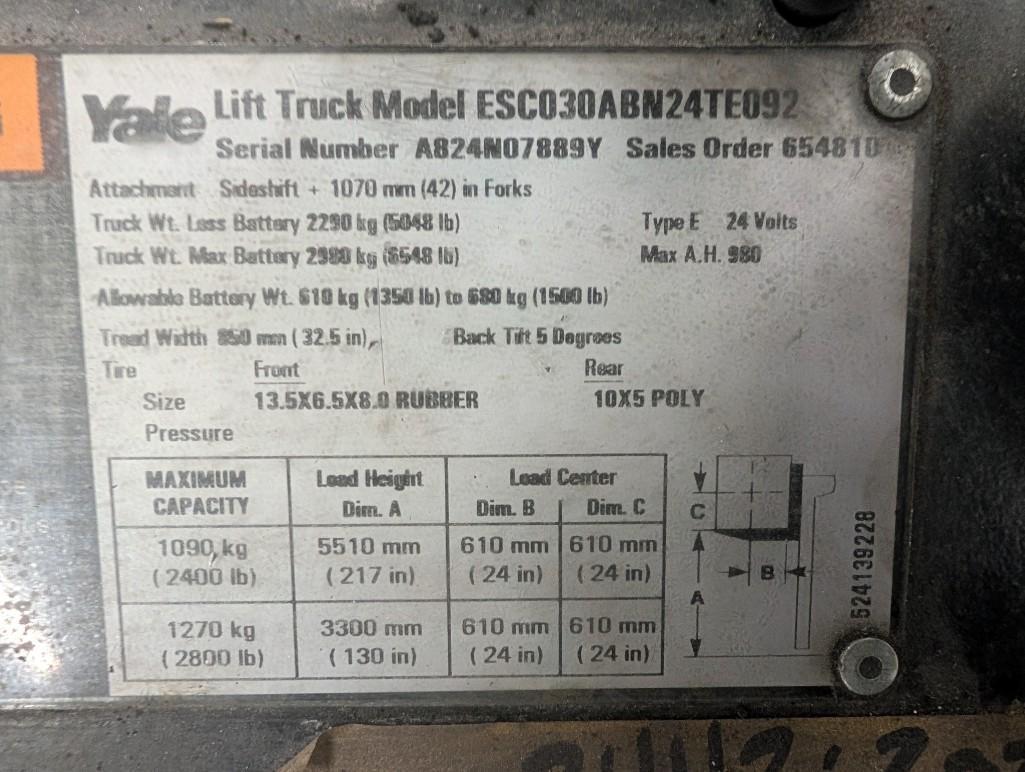 Yale Lift Truck Model ESC030ABN24TE092
Serial Number A824N07889Y Sales Order 654810
Attachment Sideshift + 1070 mm (42) in Forks
Truck Wt. Less Battery 2290 kg (5048 lb) Type E 24 Volts
Truck Wt. Max Battery 2980 kg (6548 lb) Max A.H. 980
Allowable Battery Wt. 610 kg (1350 lb) to 680 kg (1500 lb)
Tread Width 850 mm (32.5 in) Back Tilt 5 Degrees
Tire Front Rear
Size 13.5X6.5X8.0 RUBBER 10X5 POLY
Pressure
MAXIMUM CAPACITY Load Height Dim. A Load Center Dim. B Dim. C
1090 kg 5510 mm 610 mm 610 mm
(2400 lb) (217 in) (24 in) (24 in)
1270 kg 3300 mm 610 mm 610 mm
(2800 lb) (130 in) (24 in) (24 in)
C
B
A
524139228